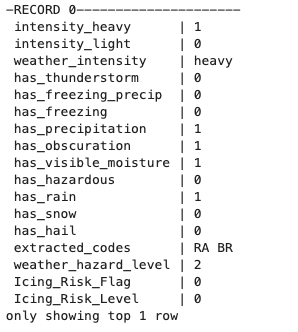 -RECORD 0----------------------
intensity_heavy | 1
intensity_light | 0
weather_intensity | heavy
has_thunderstorm | 0
has_freezing_precip | 0
has_freezing | 0
has_precipitation | 1
has_obscuration | 1
has_visible_moisture | 1
has_hazardous | 0
has_rain | 1
has_snow | 0
has_hail | 0
extracted_codes | RA BR
weather_hazard_level | 2
Icing_Risk_Flag | 0
Icing_Risk_Level | 0
only showing top 1 row